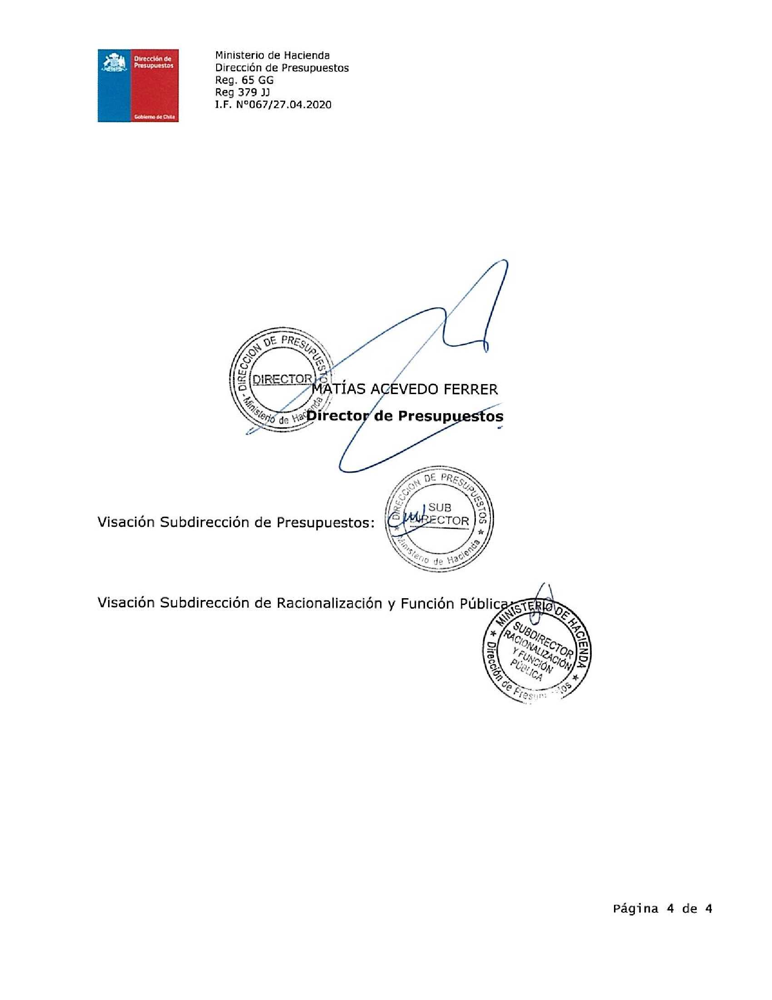 Dirección de
Presupuestos
Gobierno de Chile
Ministerio de Hacienda
Dirección de Presupuestos
Reg. 65 GG
Reg 379 JJ
I.F. N°067/27.04.2020
DIRECCION DE PRESUPUESTOS
DIRECTOR
- Ministerio de Hacienda -
MATÍAS ACEVEDO FERRER
Director de Presupuestos
DIRECCION DE PRESUPUESTOS
SUB
DIRECTOR
Ministerio de Hacienda
Visación Subdirección de Presupuestos:
Visación Subdirección de Racionalización y Función Pública:
MINISTERIO DE HACIENDA
SUBDIRECTOR
RACIONALIZACIÓN
Y FUNCIÓN
PÚBLICA
Dirección de Presupuestos
Página 4 de 4